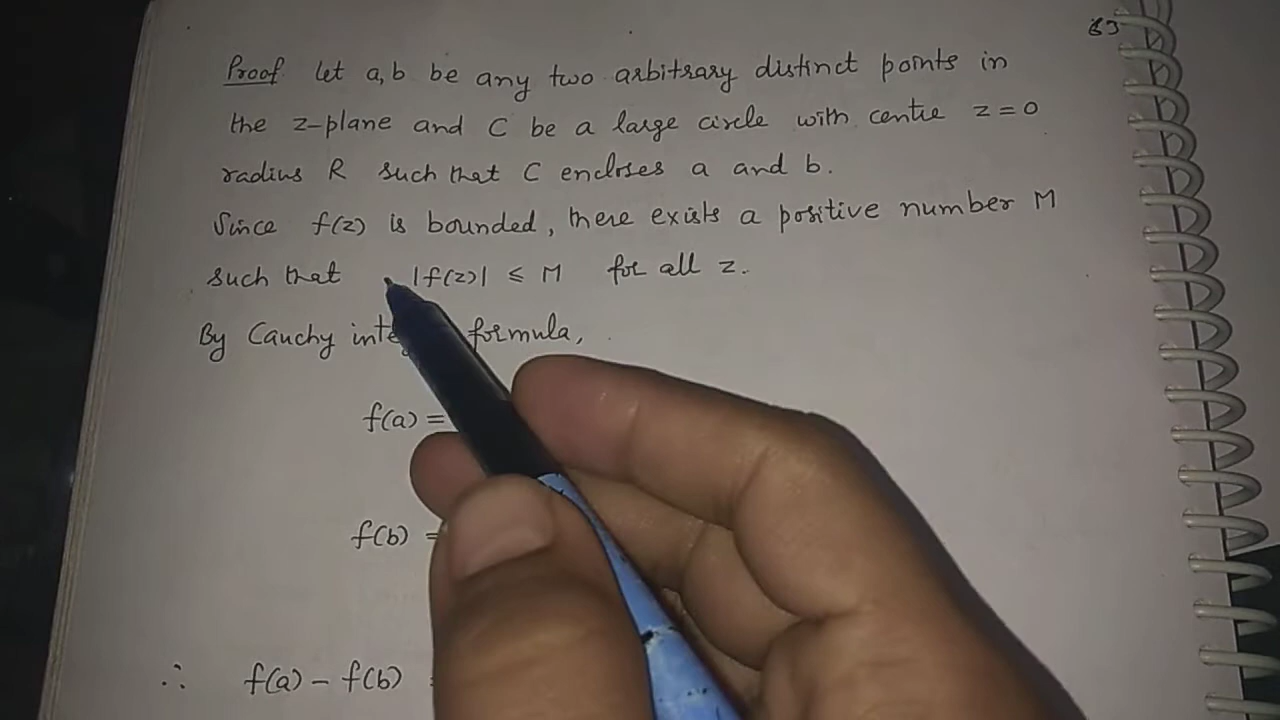 63
Proof let a,b be any two arbitrary distinct points in
the z-plane and C be a large circle with centre z=0
radius R such that C encloses a and b.
Since f(z) is bounded, there exists a positive number M
such that |f(z)| ≤ M for all z.
By Cauchy formula,
f(a) =
f(b) =
∴ f(a) - f(b)